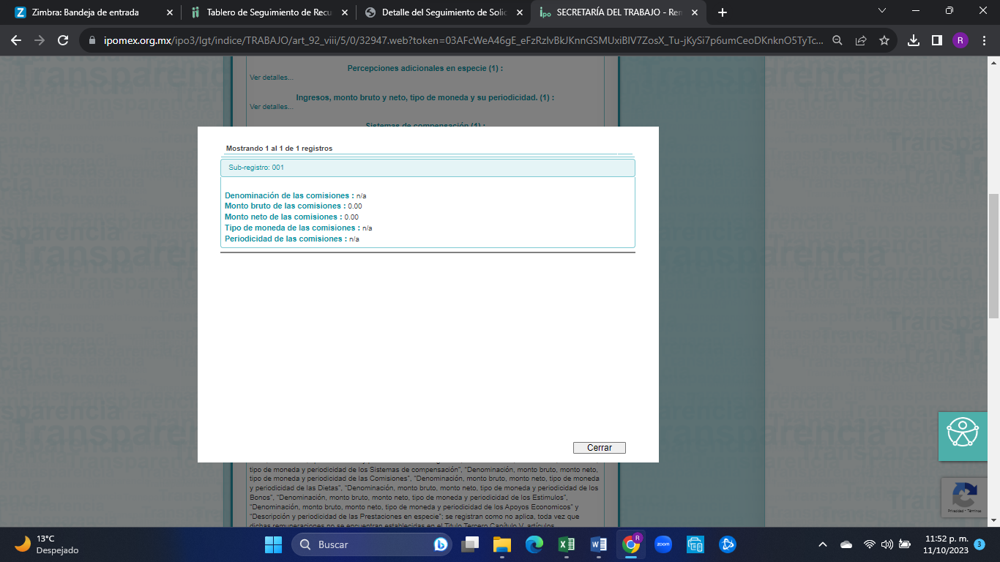 Zimbra: Bandeja de entrada
Tablero de Seguimiento de Recu
Detalle del Seguimiento de Solic
ipo SECRETARÍA DEL TRABAJO - Rem
ipomex.org.mx/ipo3/lgt/indice/TRABAJO/art_92_viii/5/0/32947.web?token=03AFcWeA46gE_eFzRzlvBkJKnnGSMUxiBlV7ZosX_Tu-jKySi7p6umCeoDKnknO5TyTc...
R
Percepciones adicionales en especie (1) :
Ver detalles...
Ingresos, monto bruto y neto, tipo de moneda y su periodicidad. (1) :
Ver detalles...
Sistemas de compensación (1) :
Mostrando 1 al 1 de 1 registros
Sub-registro: 001
Denominación de las comisiones : n/a
Monto bruto de las comisiones : 0.00
Monto neto de las comisiones : 0.00
Tipo de moneda de las comisiones : n/a
Periodicidad de las comisiones : n/a
Cerrar
tipo de moneda y periodicidad de los Sistemas de compensación”, “Denominación, monto bruto, monto neto,
tipo de moneda y periodicidad de las Comisiones”, “Denominación, monto bruto, monto neto, tipo de moneda
y periodicidad de las Dietas”, “Denominación, monto bruto, monto neto, tipo de moneda y periodicidad de los
Bonos”, “Denominación, monto bruto, monto neto, tipo de moneda y periodicidad de los Estimulos”,
“Denominación, monto bruto, monto neto, tipo de moneda y periodicidad de los Apoyos Economicos” y
“Descripción y periodicidad de las Prestaciones en especie”; se registran como no aplica, toda vez que
dichas remuneraciones no se encuentran establecidas en el Titulo Tercero Capítulo V, artículos
Privacidad - Términos
13°C
Despejado
Buscar
zoom
11:52 p. m.
11/10/2023
3